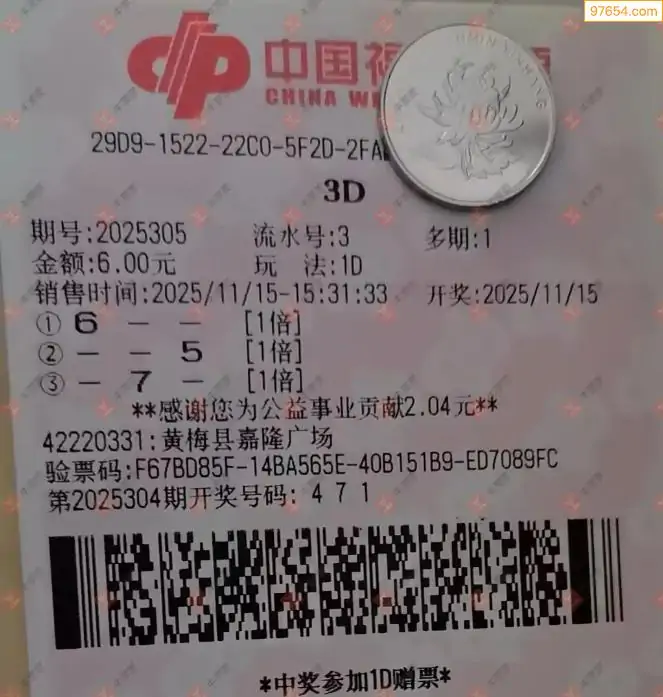 97654.com
中国福
CHINA W
29D9-1522-22C0-5F2D-2FA
3D
期号:2025305 流水号:3 多期:1
金额:6.00元 玩 法:1D
销售时间:2025/11/15-15:31:33 开奖:2025/11/15
① 6 - - [1倍]
② - - 5 [1倍]
③ - 7 - [1倍]
**感谢您为公益事业贡献2.04元**
42220331:黄梅县嘉隆广场
验票码:F67BD85F-14BA565E-40B151B9-ED7089FC
第2025304期开奖号码: 4 7 1
*中奖参加1D赠票*